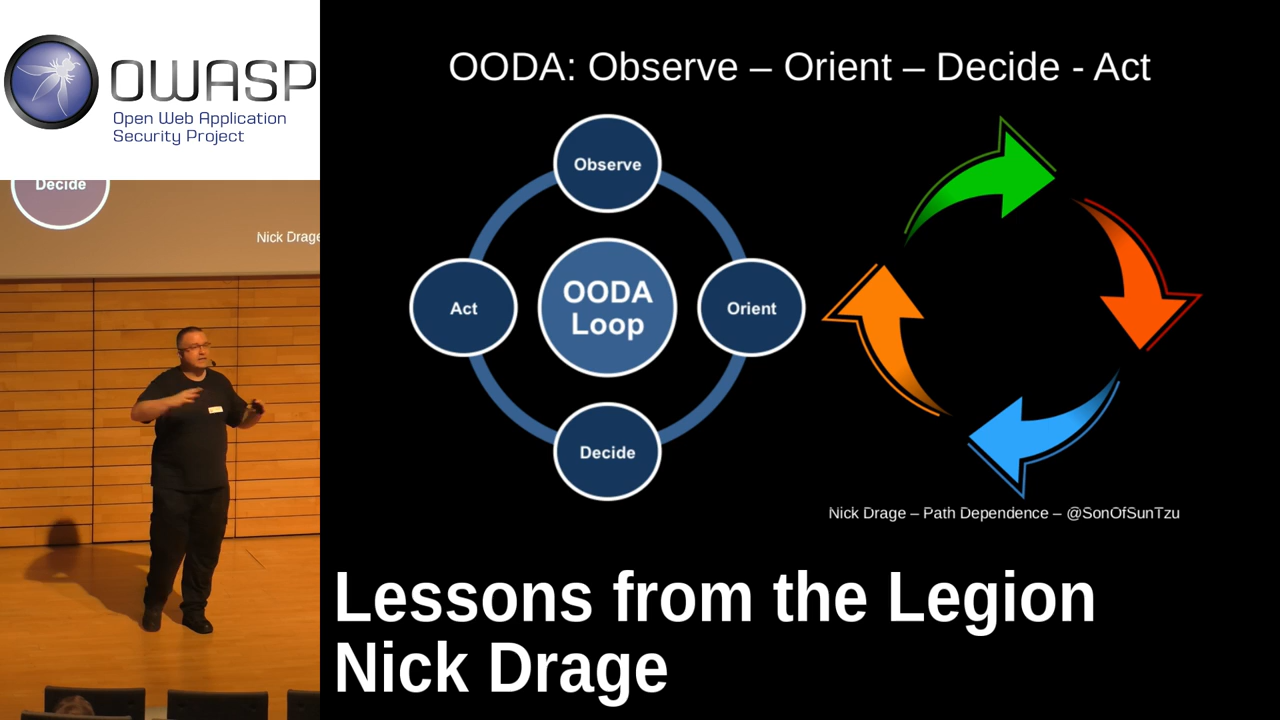 OWASP
Open Web Application
Security Project
Decide
Nick Drage
OODA: Observe – Orient – Decide - Act
Observe
Act
OODA
Loop
Orient
Decide
Nick Drage – Path Dependence – @SonOfSunTzu
Lessons from the Legion
Nick Drage